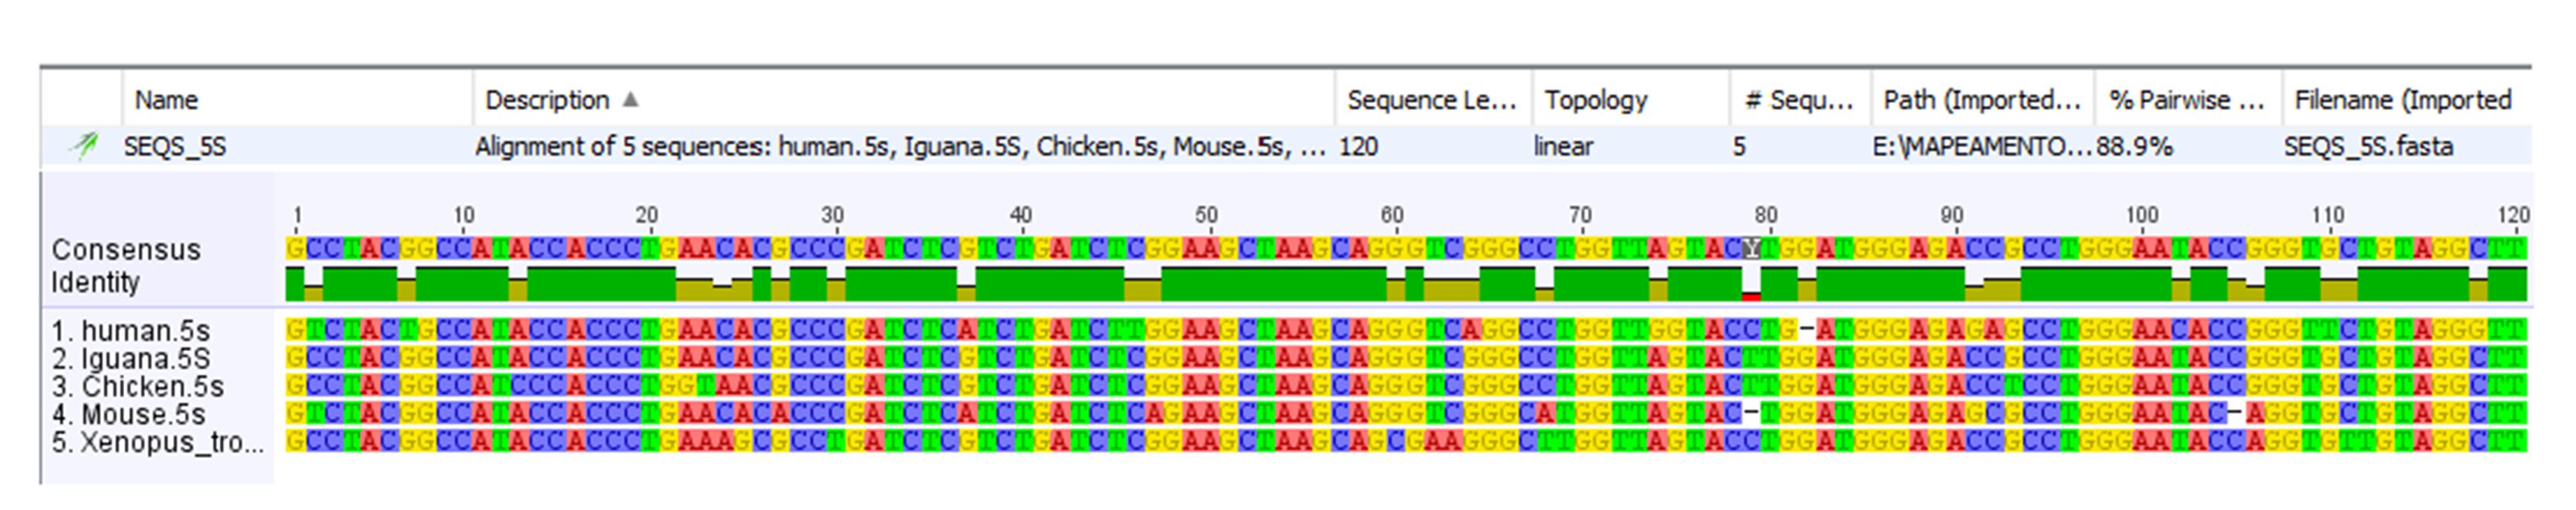 Name Description ▲ Sequence Le... Topology # Sequ... Path (Imported... % Pairwise ... Filename (Imported
SEQS_5S Alignment of 5 sequences: human.5s, Iguana.5S, Chicken.5s, Mouse.5s, ... 120 linear 5 E:\MAPEAMENTO... 88.9% SEQS_5S.fasta
1 10 20 30 40 50 60 70 80 90 100 110 120
Consensus GCCTACGGCCATACCACCCTGAACACGCCCGATCTCGTCTGATCTCGGAAGCTAAGCAGGGTCGGGCCTGGTTAGTACYTGGATGGGAGACCGCCTGGGAATACCGGGTGCTGTAGGCTT
Identity
1. human.5s GTCTACTGCCATACCACCCTGAACACGCCCGATCTCATCTGATCTTGGAAGCTAAGCAGGGTCAGGCCTGGTTGGTACCTG-ATGGGAGAGAGCCTGGGAACACCGGGTTCTGTAGGGTT
2. Iguana.5S GCCTACGGCCATACCACCCTGAACACGCCCGATCTCGTCTGATCTCGGAAGCTAAGCAGGGTCGGGCCTGGTTAGTACTTGGATGGGAGACCGCCTGGGAATACCGGGTGCTGTAGGCTT
3. Chicken.5s GCCTACGGCCATCCCACCCTGGTAACGCCCGATCTCGTCTGATCTCGGAAGCTAAGCAGGGTCGGGCCTGGTTAGTACTTGGATGGGAGACCTCCTGGGAATACCGGGTGCTGTAGGCTT
4. Mouse.5s GTCTACGGCCATACCACCCTGAACACACCCGATCTCATCTGATCTCAGAAGCTAAGCAGGGTCGGGCATGGTTAGTAC-TGGATGGGAGAGCGCCTGGGAATAC-AGGTGCTGTAGGCTT
5. Xenopus_tro... GCCTACGGCCATACCACCCTGAAAGCGCCTGATCTCGTCTGATCTCGGAAGCTAAGCAGCGAAGGGCTTGGTTAGTACCTGGATGGGAGACCGCCTGGGAATACCAGGTGTTGTAGGCTT